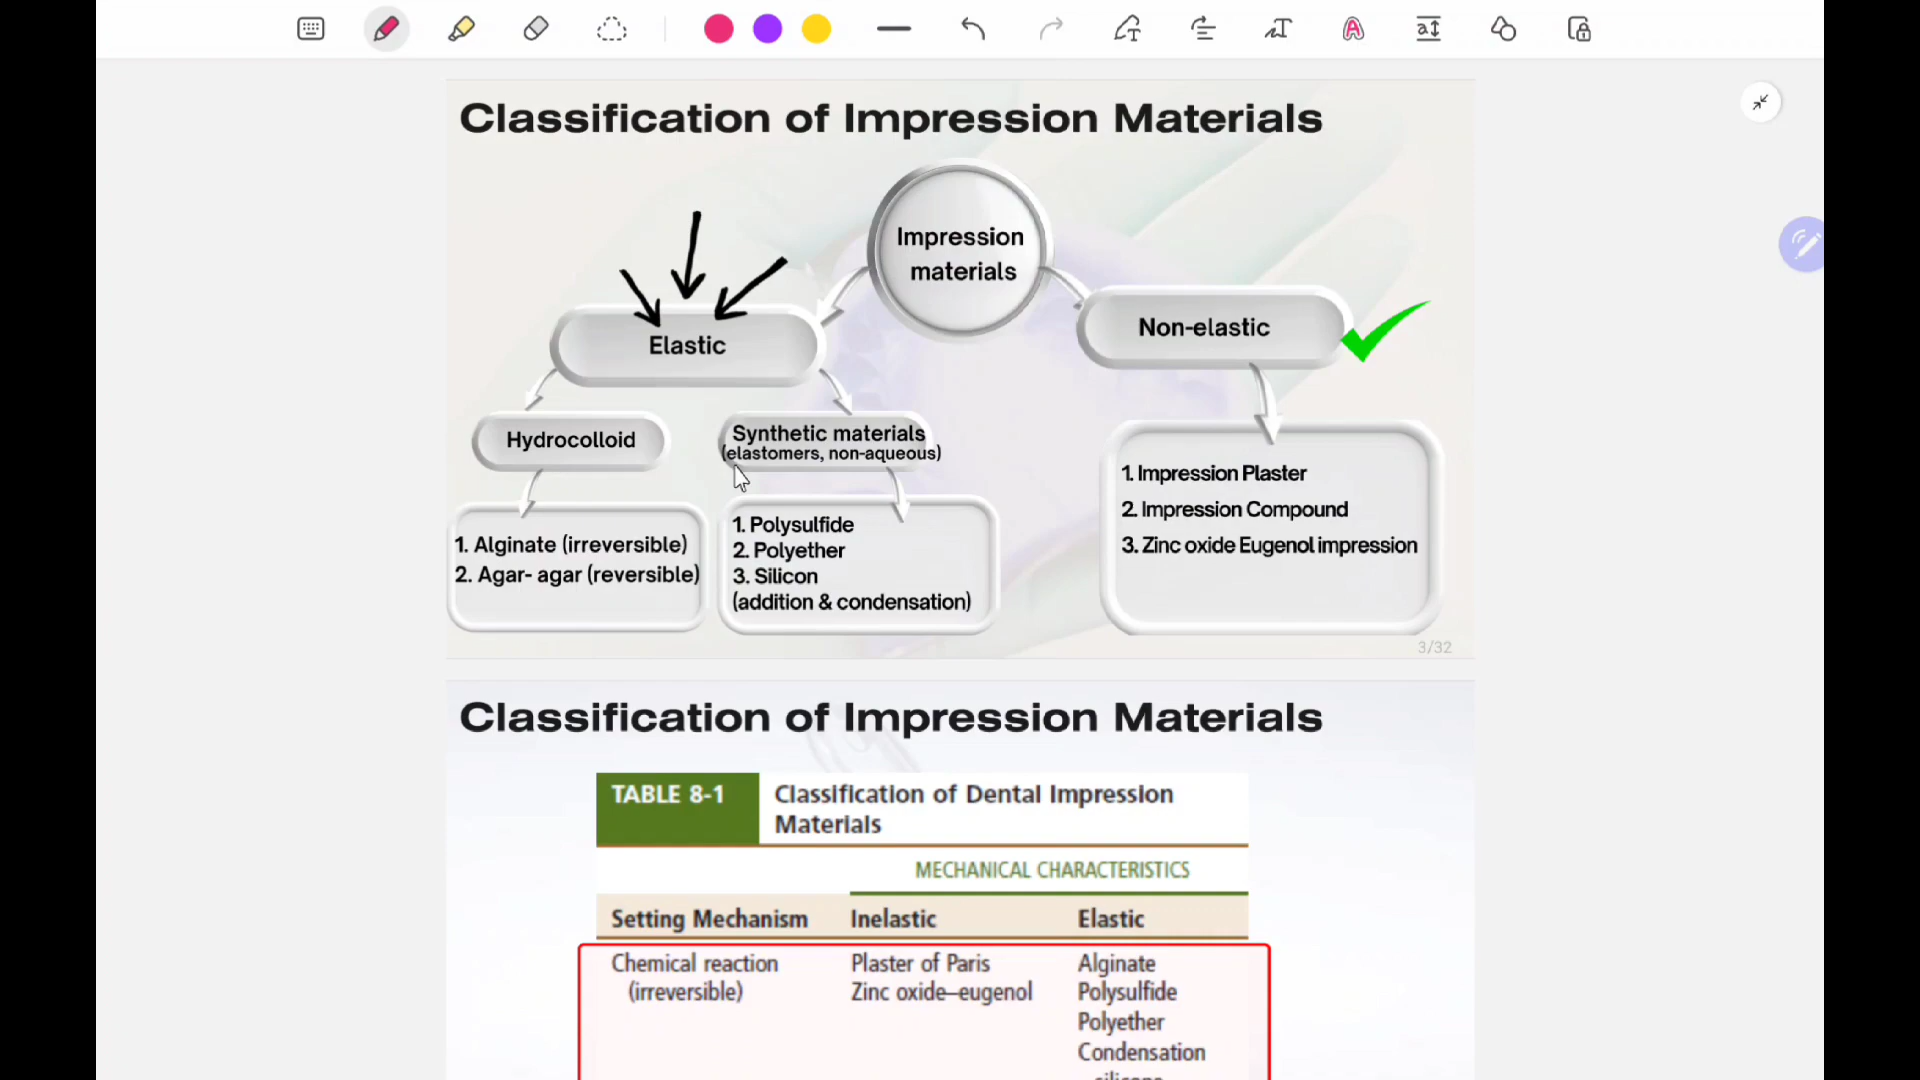 Classification of Impression Materials
Impression
materials
Elastic
Non-elastic
Hydrocolloid
Synthetic materials
(elastomers, non-aqueous)
1. Alginate (irreversible)
2. Agar- agar (reversible)
1. Polysulfide
2. Polyether
3. Silicon
(addition & condensation)
1. Impression Plaster
2. Impression Compound
3. Zinc oxide Eugenol impression
3/32
Classification of Impression Materials
TABLE 8-1
Classification of Dental Impression
Materials
MECHANICAL CHARACTERISTICS
Setting Mechanism Inelastic Elastic
Chemical reaction Plaster of Paris Alginate
(irreversible) Zinc oxide–eugenol Polysulfide
Polyether
Condensation